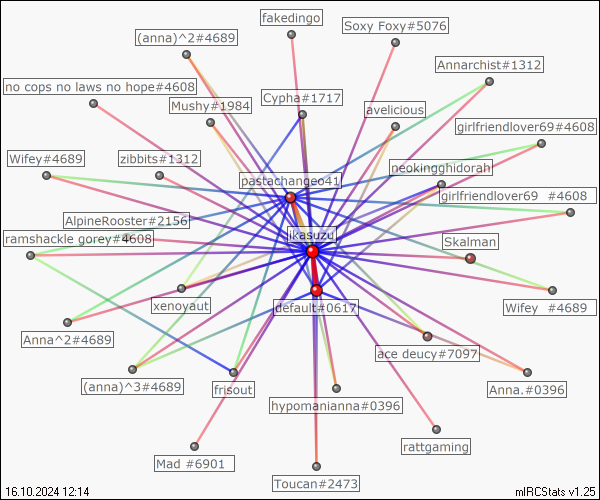 fakedingo
Soxy Foxy#5076
(anna)^2#4689
Annarchist#1312
no cops no laws no hope#4608
Cypha#1717
Mushy#1984
avelicious
girlfriendlover69#4608
Wifey#4689
zibbits#1312
neokingghidorah
pastachangeo41
girlfriendlover69 #4608
AlpineRooster#2156
ikasuzu
ramshackle gorey#4608
Skalman
xenoyaut
default#0617
Wifey #4689
Anna^2#4689
ace deucy#7097
(anna)^3#4689
frisout
Anna.#0396
hypomanianna#0396
rattgaming
Mad #6901
Toucan#2473
16.10.2024 12:14
mIRCStats v1.25